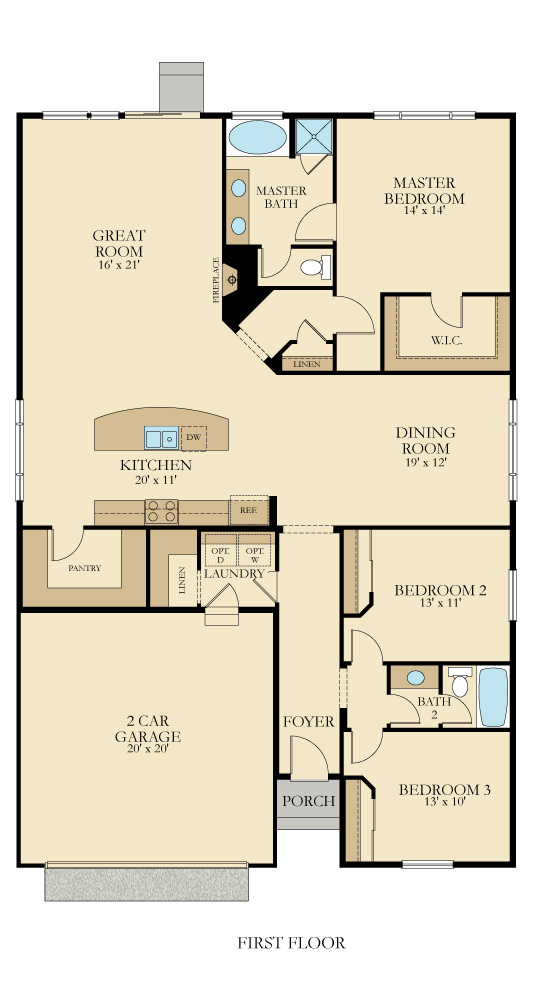 MASTER
BATH
MASTER
BEDROOM
14' x 14'
GREAT
ROOM
16' x 21'
FIREPLACE
W.I.C.
LINEN
DW
DINING
ROOM
19' x 12'
KITCHEN
20' x 11'
REF.
PANTRY
LINEN
OPT.
D
OPT.
W
LAUNDRY
BEDROOM 2
13' x 11'
BATH
2
FOYER
2 CAR
GARAGE
20' x 20'
PORCH
BEDROOM 3
13' x 10'
FIRST FLOOR